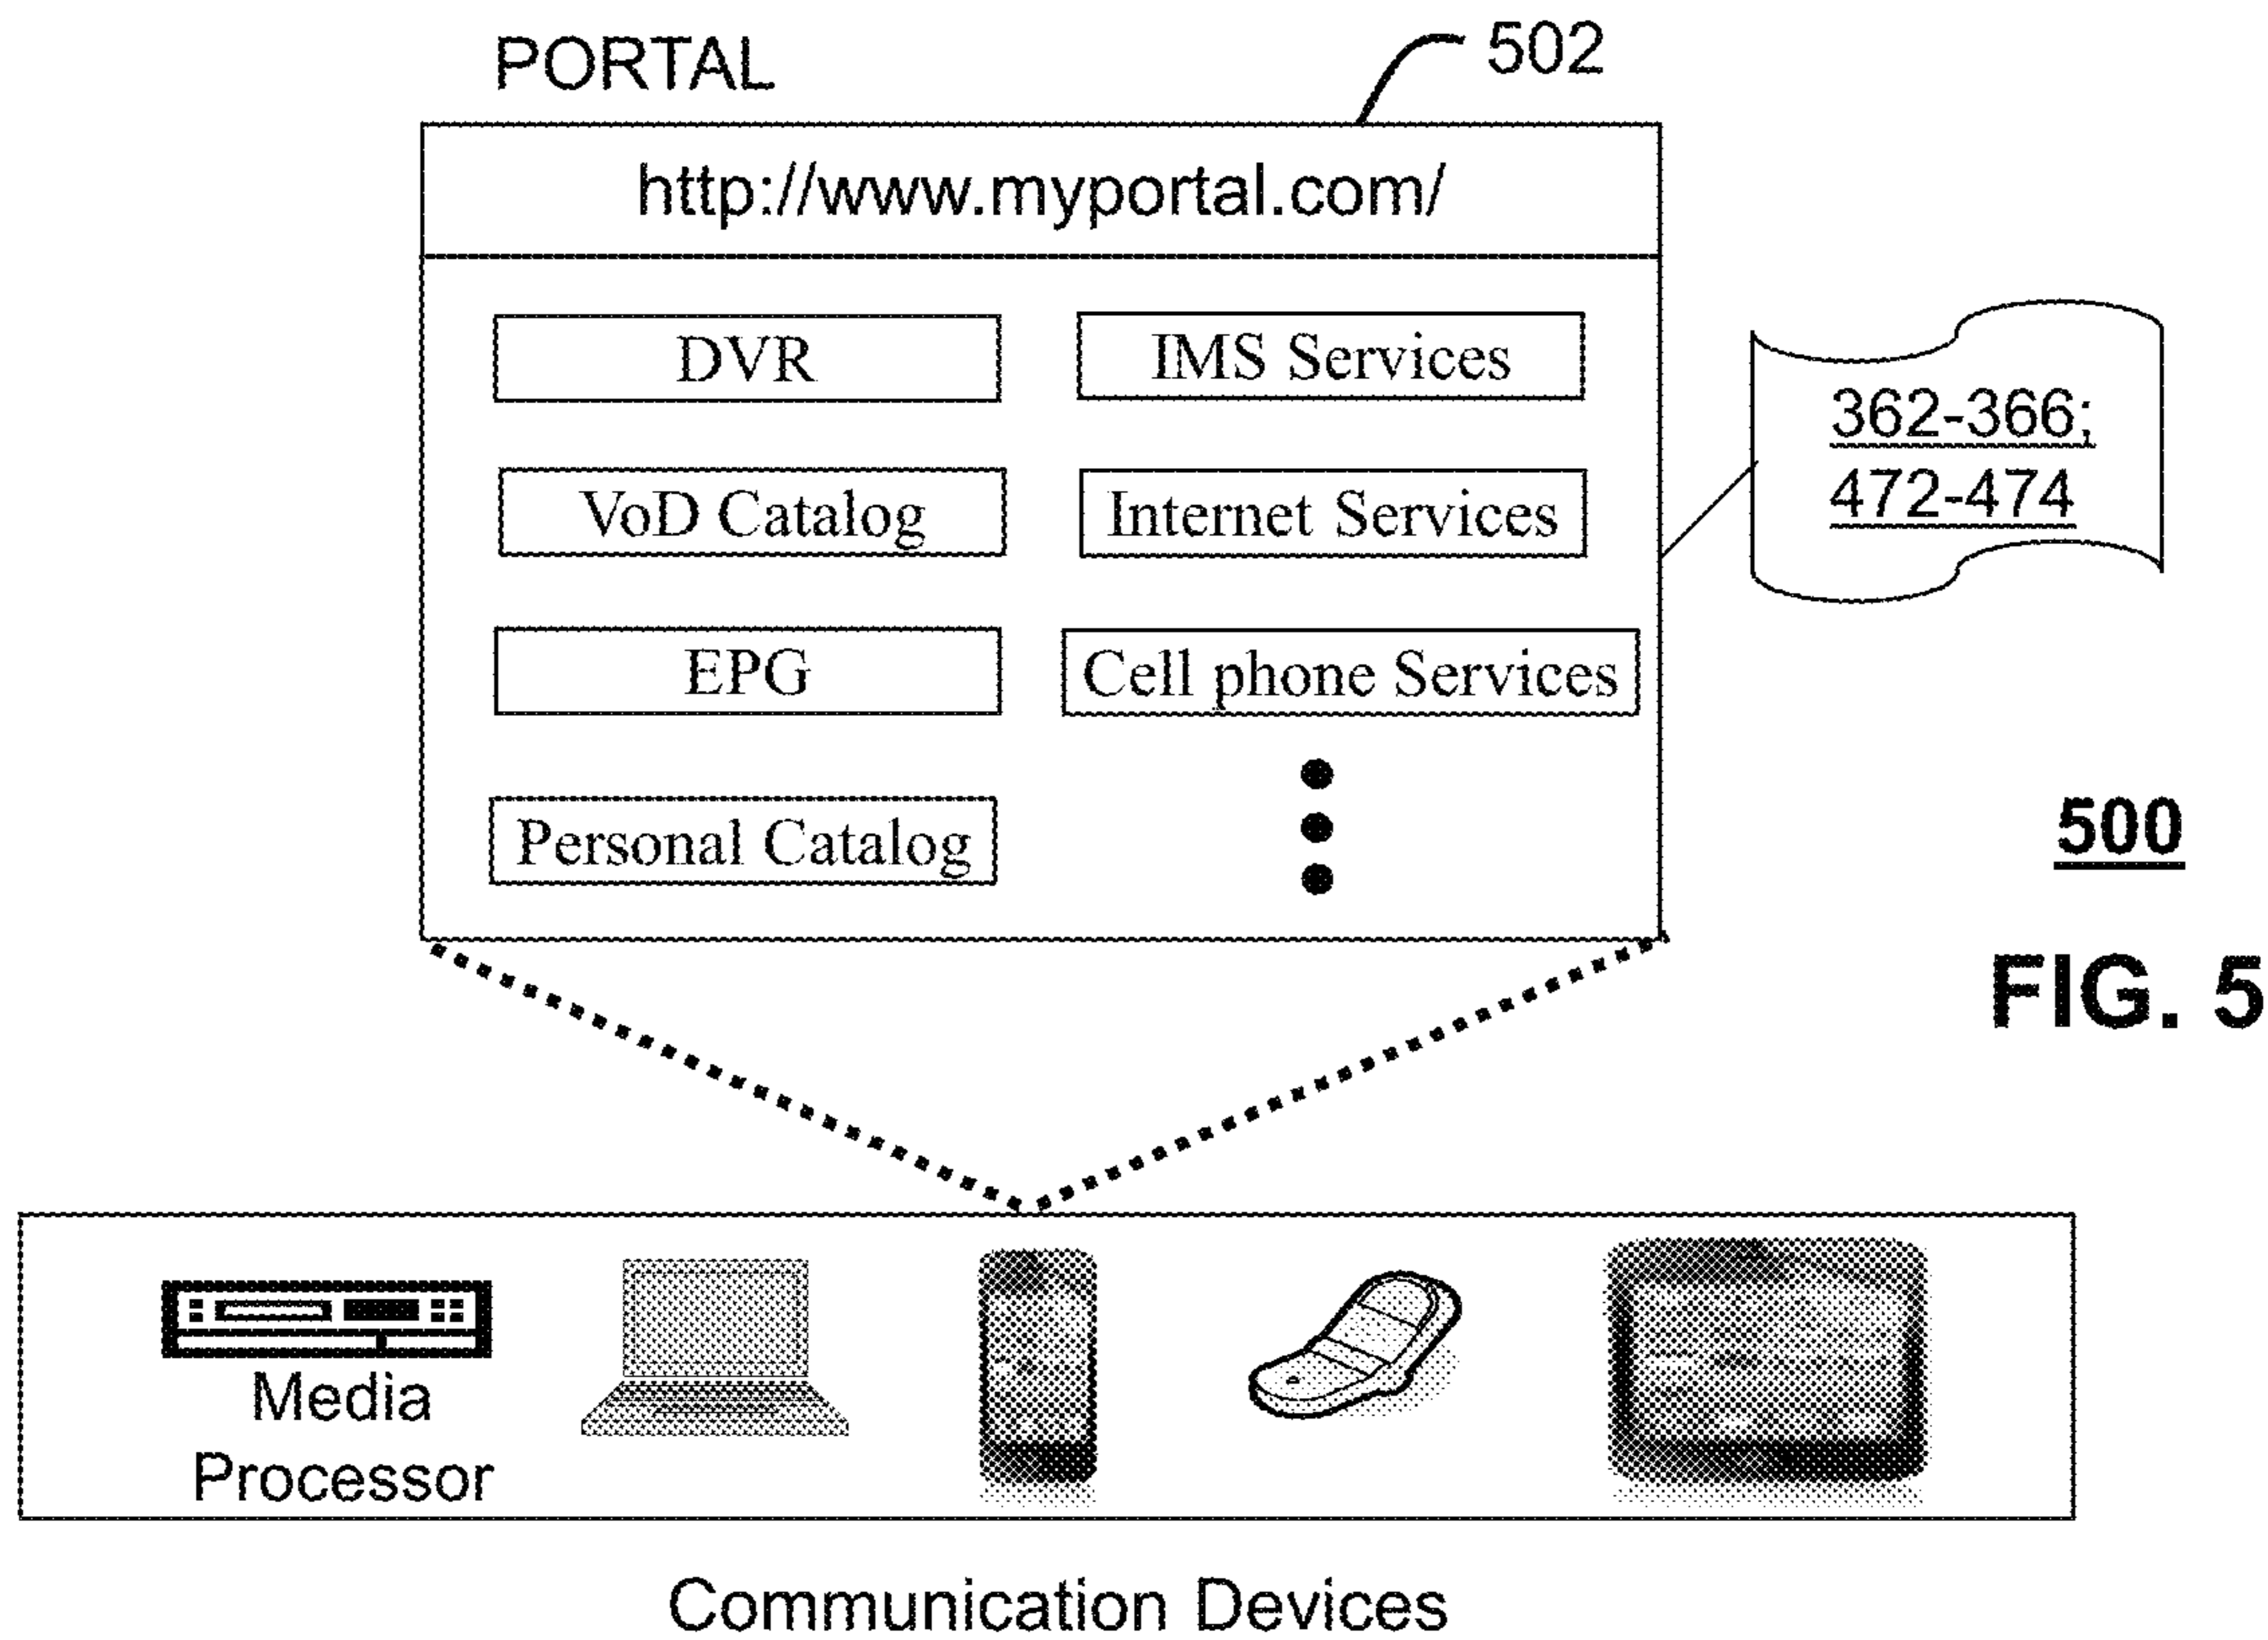 PORTAL
502
http://www.myportal.com/
DVR
IMS Services
VoD Catalog
Internet Services
EPG
Cell phone Services
Personal Catalog
362-366;
472-474
500
FIG. 5
Media
Processor
Communication Devices